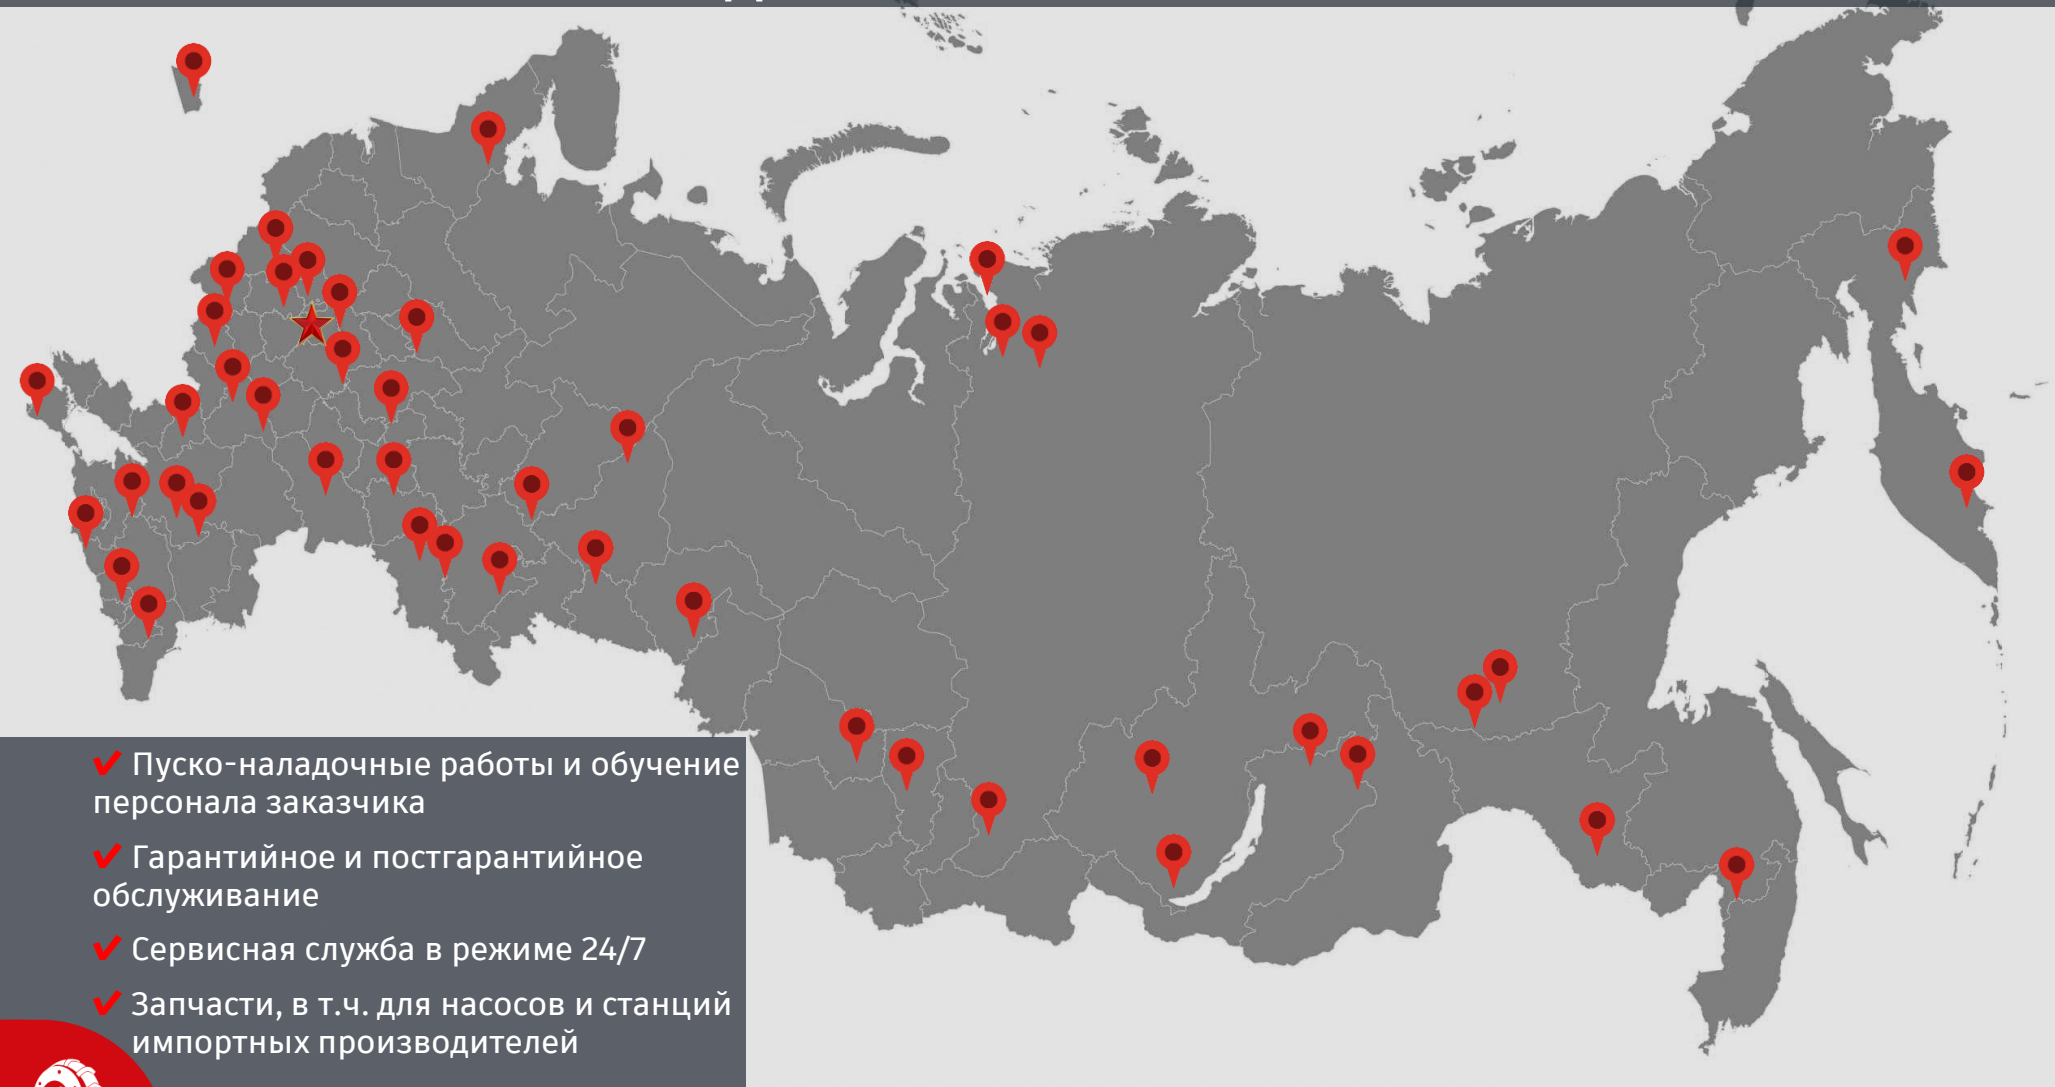 Пуско-наладочные работы и обучение
персонала заказчика
Гарантийное и постгарантийное
обслуживание
Сервисная служба в режиме 24/7
Запчасти, в т.ч. для насосов и станций
импортных производителей